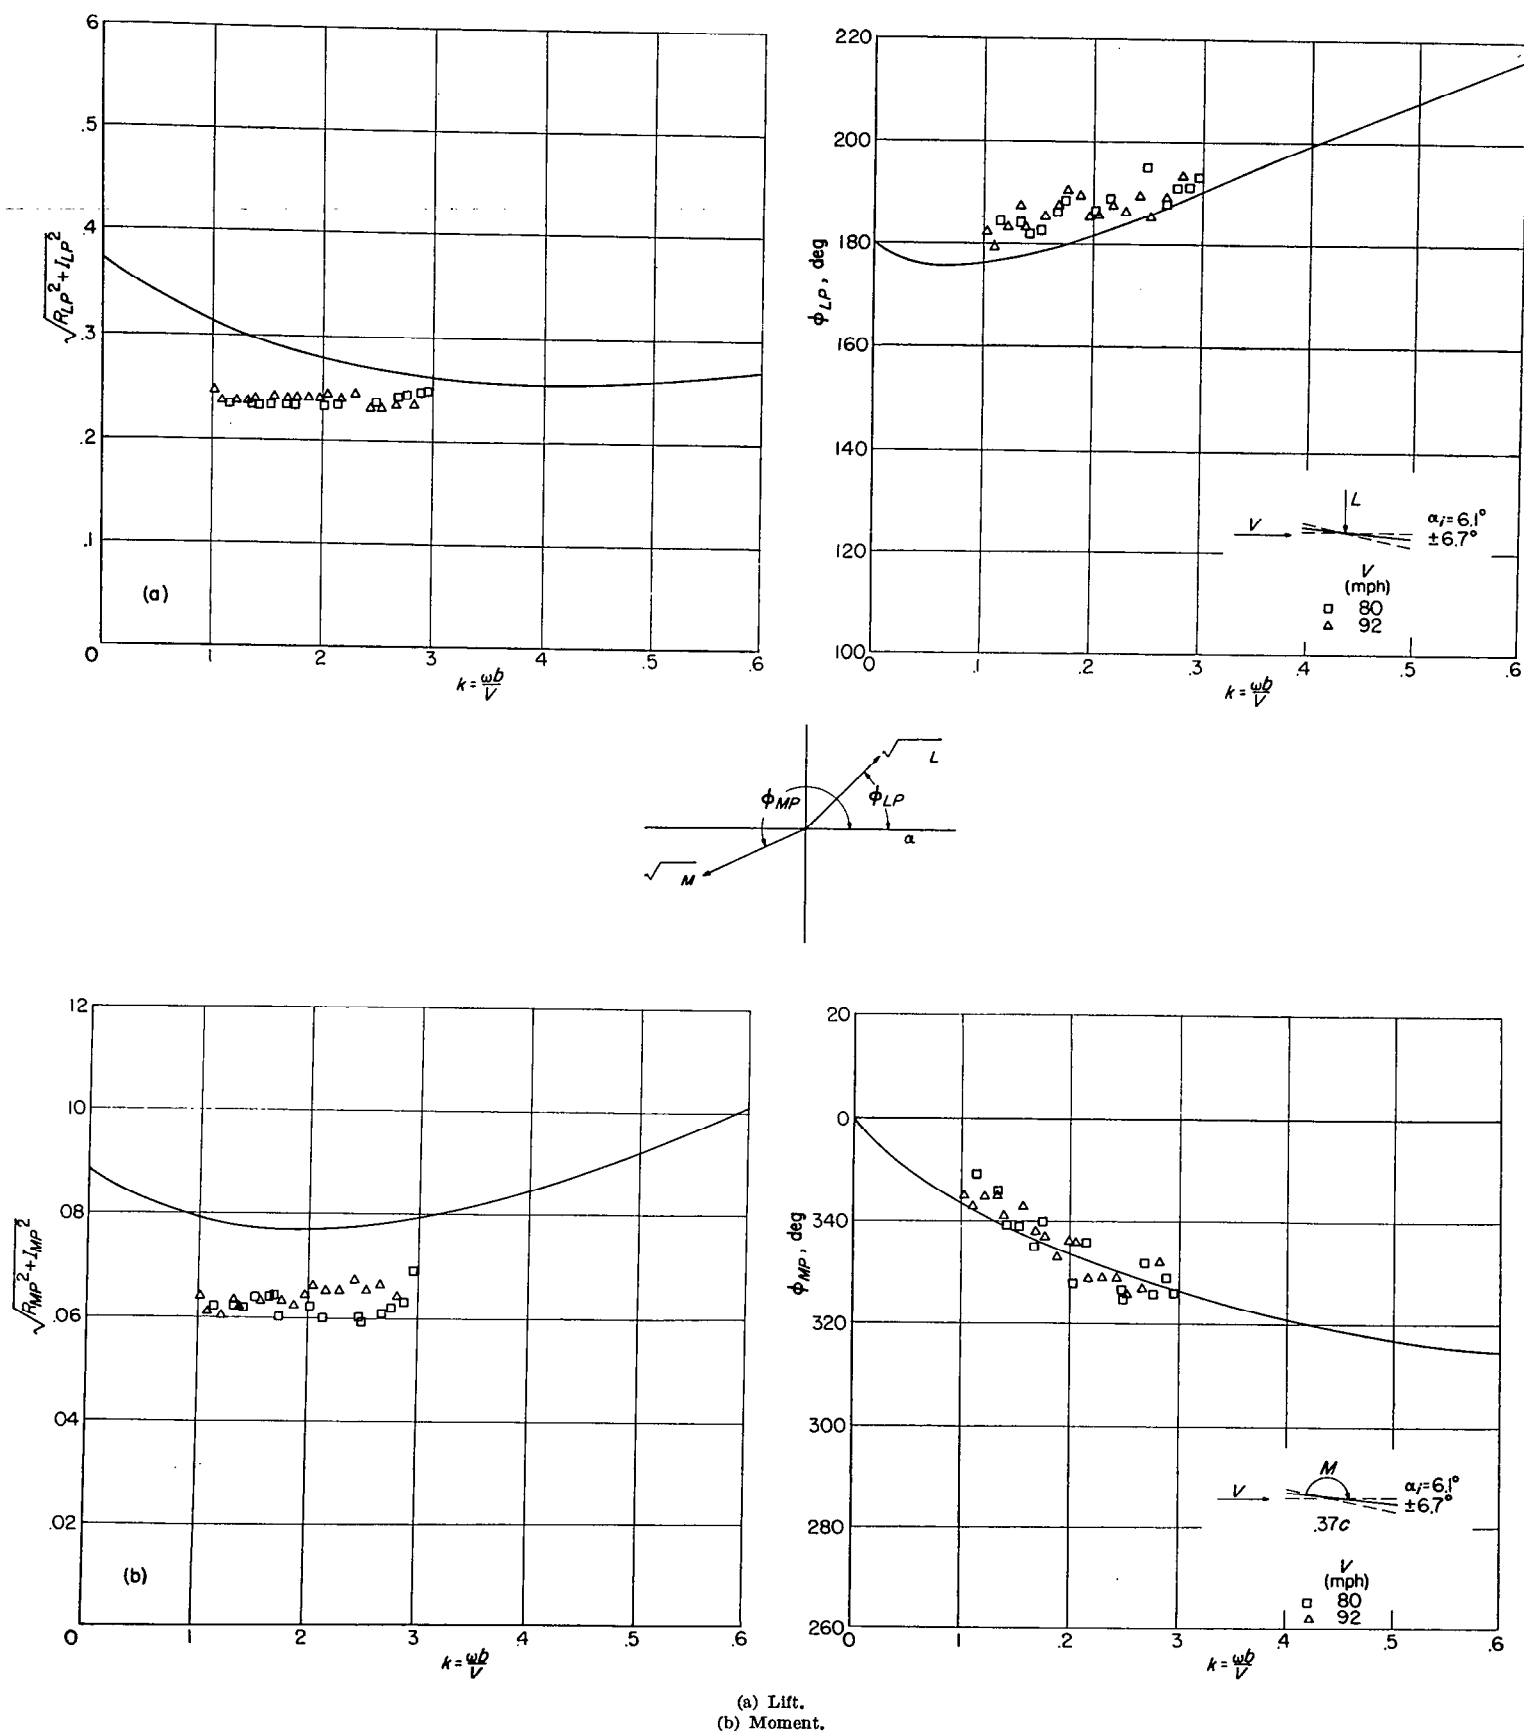 6
.5
.4
.3
.2
.1
0
1
2
3
.4
.5
.6
√R_LP²+I_LP²
(a)
k = ωb/V
220
200
180
160
140
120
100
0
.1
.2
.3
.4
.5
.6
ϕ_LP, deg
k = ωb/V
L
V
α_i = 6.1°
±6.7°
V
(mph)
□ 80
△ 92
√ L
ϕ_MP
ϕ_LP
α
√ M
12
10
08
.06
04
.02
0
1
2
3
.4
.5
.6
√R_MP²+I_MP²
(b)
k = ωb/V
20
0
340
320
300
280
260
0
1
.2
.3
.4
.5
.6
ϕ_MP, deg
k = ωb/V
M
V
α_i = 6.1°
±6.7°
.37c
V
(mph)
□ 80
△ 92
(a) Lift.
(b) Moment.